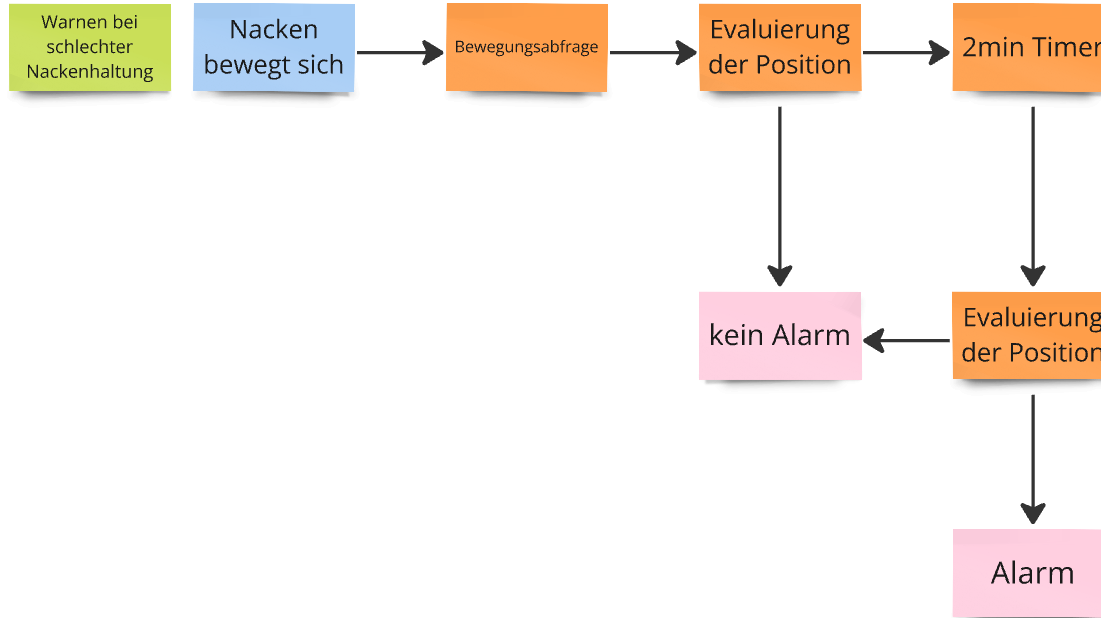 Warnen bei
schlechter
Nackenhaltung
Nacken
bewegt sich
Bewegungsabfrage
Evaluierung
der Position
2min Timer
kein Alarm
Evaluierung
der Position
Alarm